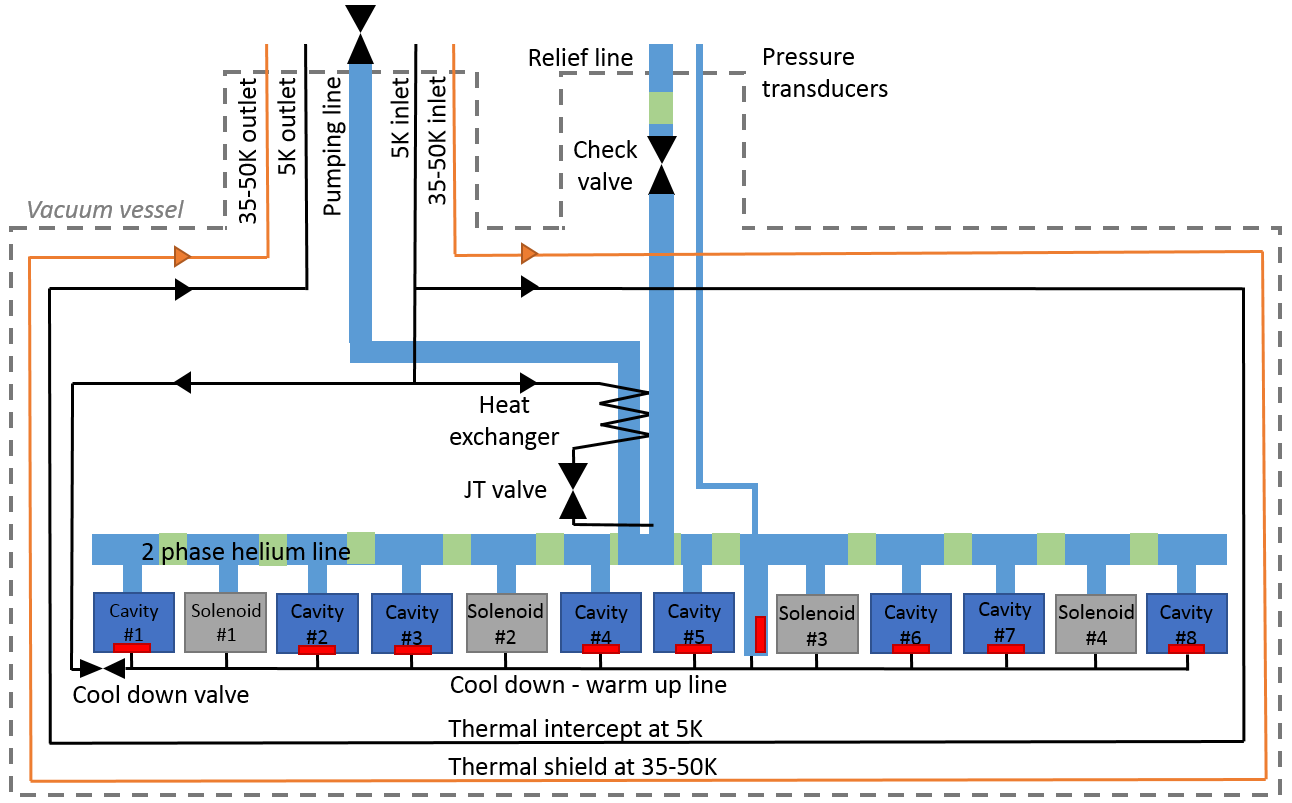 Relief line
Pressure
transducers
35-50K outlet
5K outlet
Pumping line
5K inlet
35-50K inlet
Check
valve
Vacuum vessel
Heat
exchanger
JT valve
2 phase helium line
Cavity
#1
Solenoid
#1
Cavity
#2
Cavity
#3
Solenoid
#2
Cavity
#4
Cavity
#5
Solenoid
#3
Cavity
#6
Cavity
#7
Solenoid
#4
Cavity
#8
Cool down valve
Cool down - warm up line
Thermal intercept at 5K
Thermal shield at 35-50K